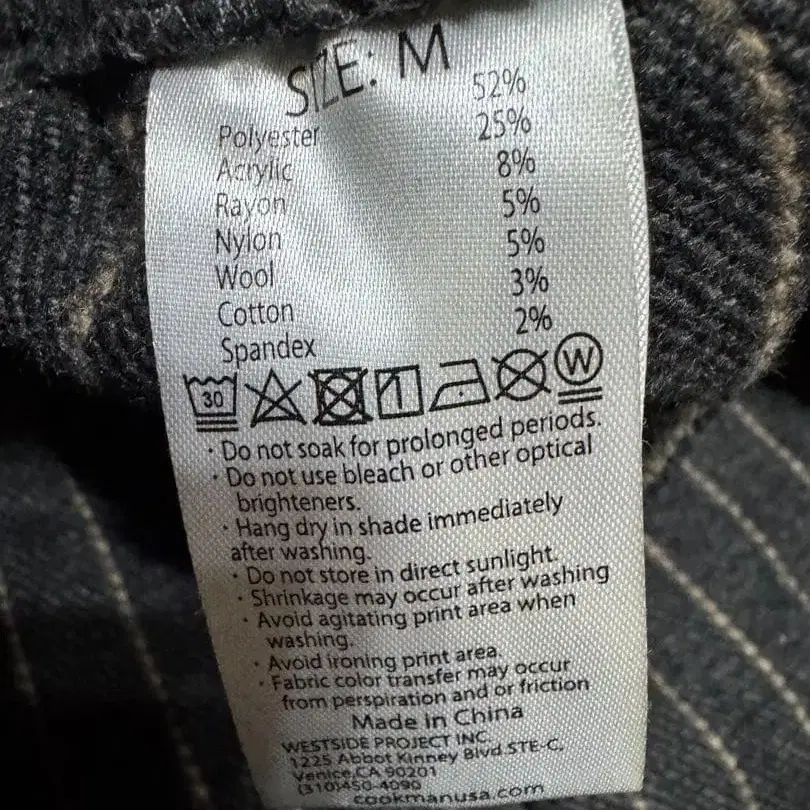 SIZE: M
Polyester 52%
Acrylic 25%
Rayon 8%
Nylon 5%
Wool 5%
Cotton 3%
Spandex 2%
30 W
· Do not soak for prolonged periods.
· Do not use bleach or other optical
brighteners.
· Hang dry in shade immediately
after washing.
· Do not store in direct sunlight.
· Shrinkage may occur after washing
· Avoid agitating print area when
washing.
· Avoid ironing print area.
· Fabric color transfer may occur
from perspiration and or friction
Made in China
WESTSIDE PROJECT INC.
1225 Abbot Kinney Blvd STE-C,
Venice,CA 90201
(310)450-4090
cookmanusa.com